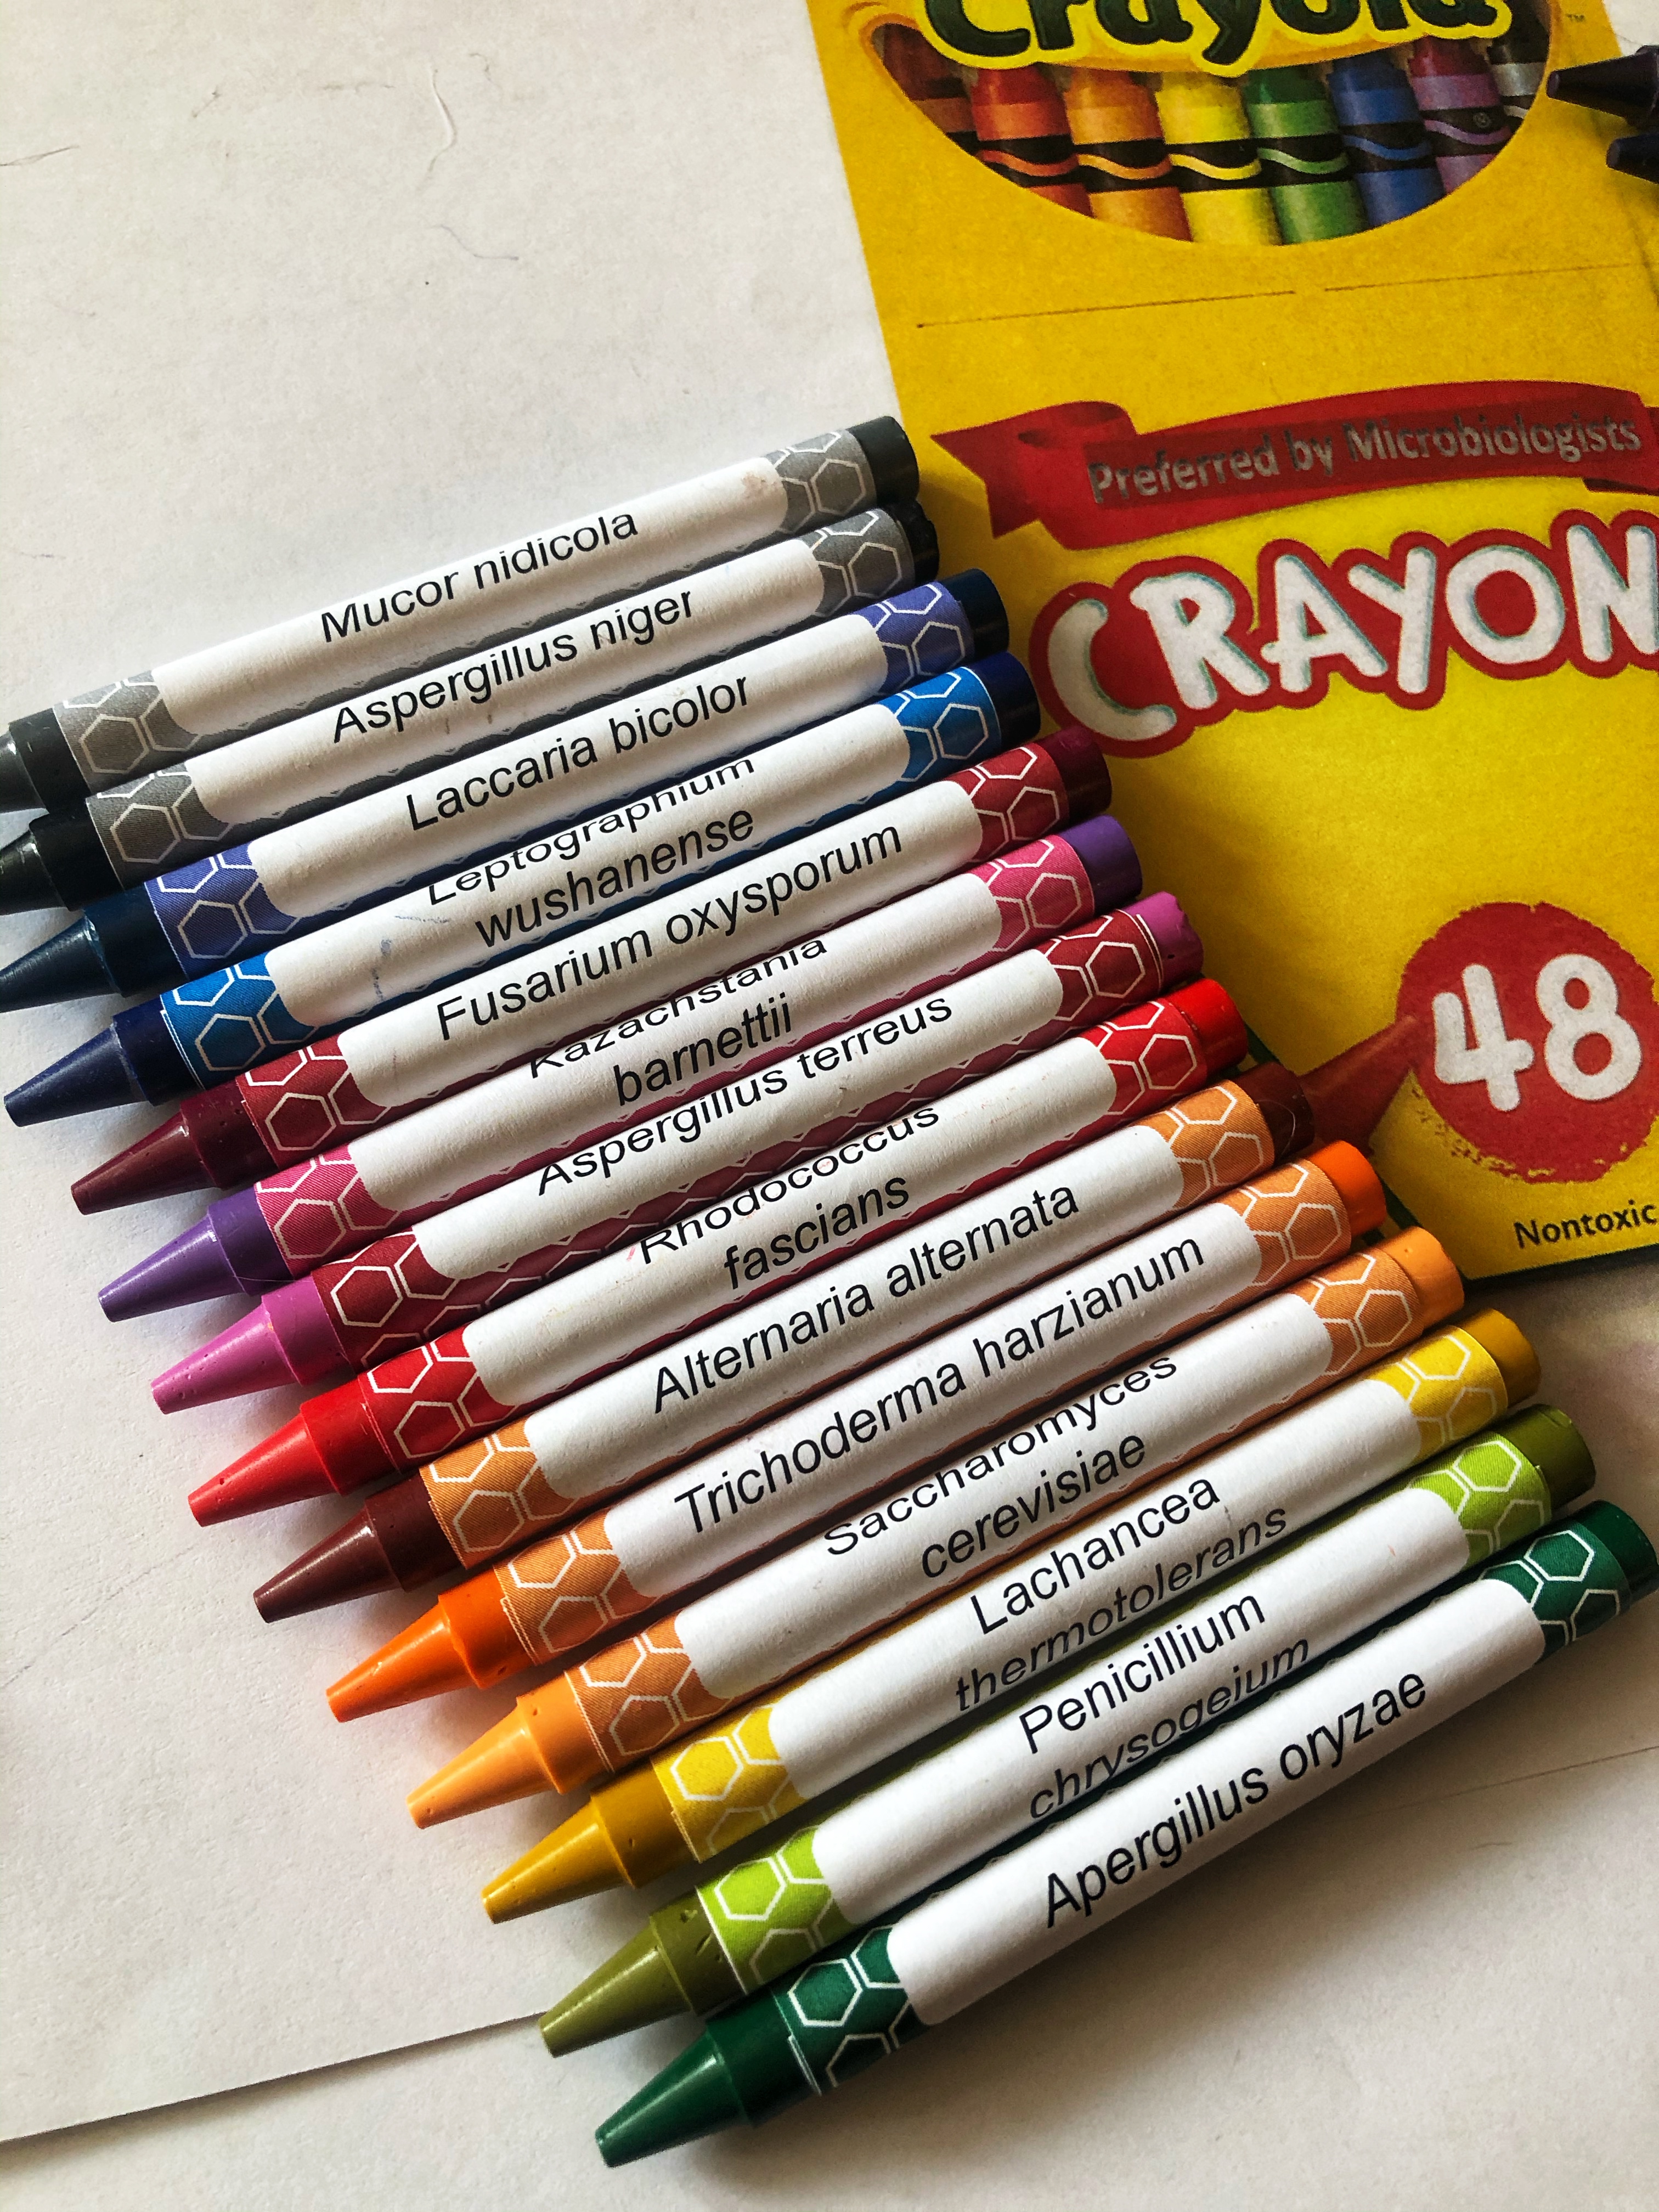 Crayola
™
Preferred by Microbiologists
CRAYON
48
Nontoxic
Mucor nidicola
Aspergillus niger
Laccaria bicolor
Leptographium
wushanense
Fusarium oxysporum
Kazachstania
barnettii
Aspergillus terreus
Rhodococcus
fascians
Alternaria alternata
Trichoderma harzianum
Saccharomyces
cerevisiae
Lachancea
thermotolerans
Penicillium
chrysogeium
Apergillus oryzae